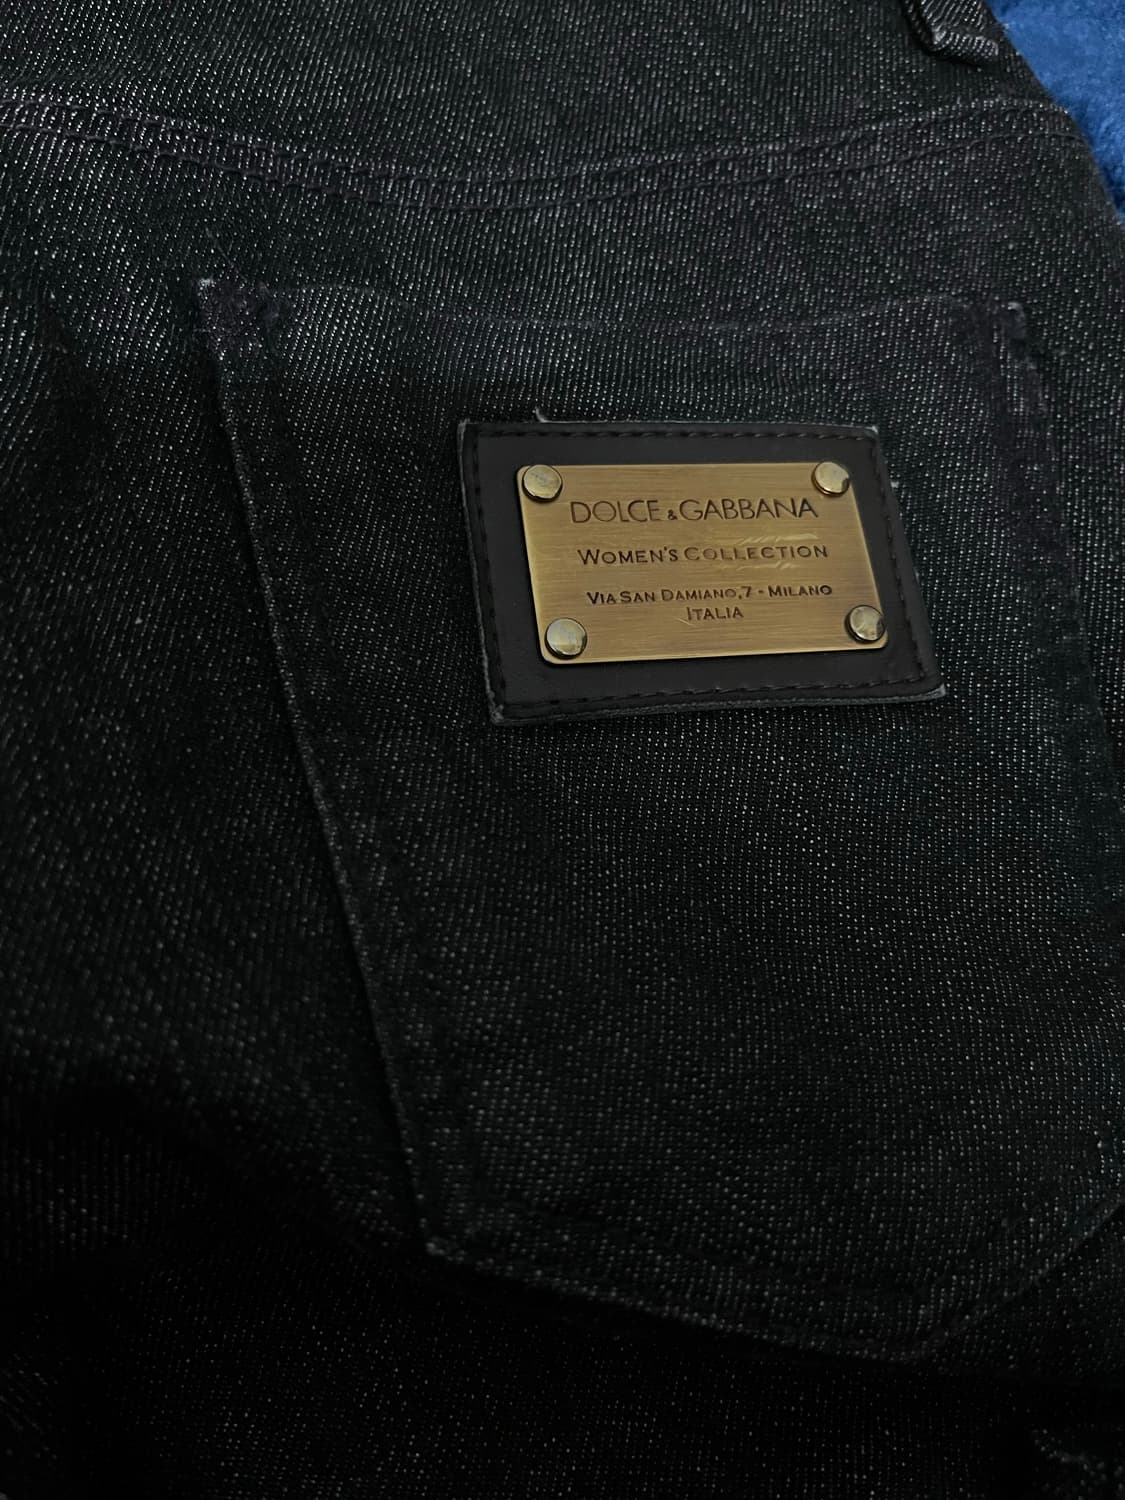 DOLCE & GABBANA
WOMEN'S COLLECTION
VIA SAN DAMIANO,7 - MILANO
ITALIA